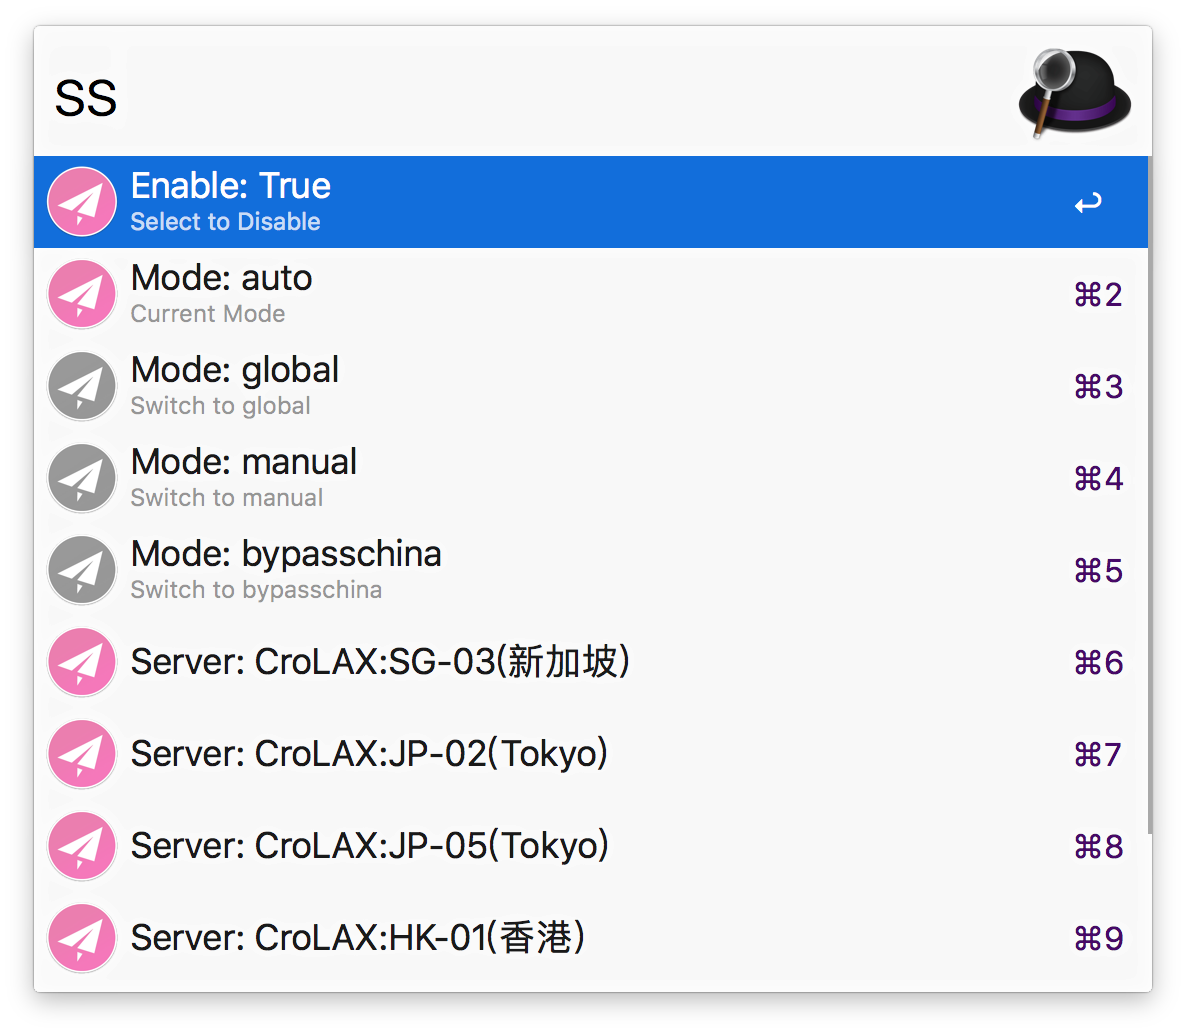 SS
Enable: True
Select to Disable
↩
Mode: auto
Current Mode
⌘2
Mode: global
Switch to global
⌘3
Mode: manual
Switch to manual
⌘4
Mode: bypasschina
Switch to bypasschina
⌘5
Server: CroLAX:SG-03(新加坡)
⌘6
Server: CroLAX:JP-02(Tokyo)
⌘7
Server: CroLAX:JP-05(Tokyo)
⌘8
Server: CroLAX:HK-01(香港)
⌘9